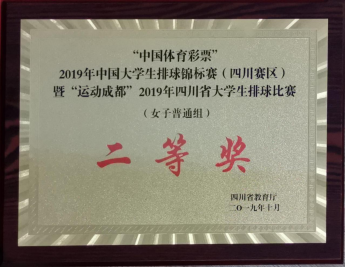 “中国体育彩票”
2019年中国大学生排球锦标赛（四川赛区）
暨“运动成都”2019年四川省大学生排球比赛
（女子普通组）
二等奖
四川省教育厅
二〇一九年十月